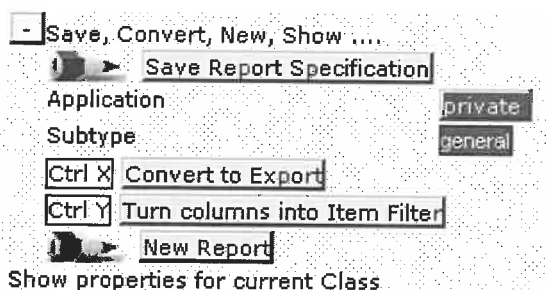 - Save, Convert, New, Show ....
Save Report Specification
Application private
Subtype general
Ctrl X Convert to Export
Ctrl Y Turn columns into Item Filter
New Report
Show properties for current Class